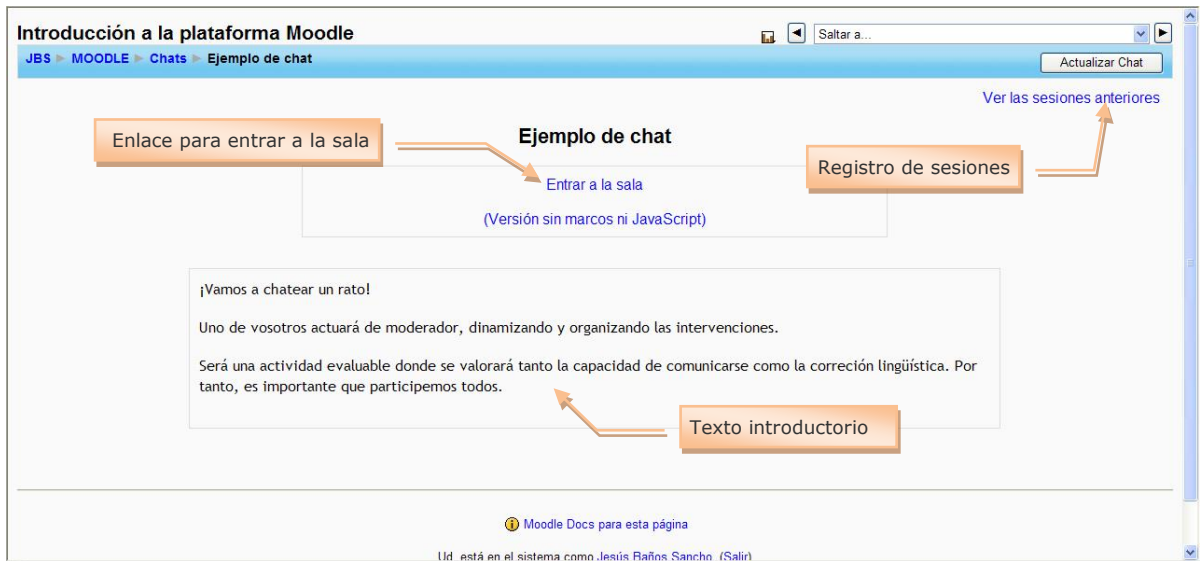 Introducción a la plataforma Moodle
Saltar a...
JBS ► MOODLE ► Chats ► Ejemplo de chat
Actualizar Chat
Ver las sesiones anteriores
Enlace para entrar a la sala
Ejemplo de chat
Registro de sesiones
Entrar a la sala
(Versión sin marcos ni JavaScript)
¡Vamos a chatear un rato!
Uno de vosotros actuará de moderador, dinamizando y organizando las intervenciones.
Será una actividad evaluable donde se valorará tanto la capacidad de comunicarse como la correción lingüística. Por
tanto, es importante que participemos todos.
Texto introductorio
Moodle Docs para esta página
Ud. está en el sistema como Jesús Baños Sancho (Salir)